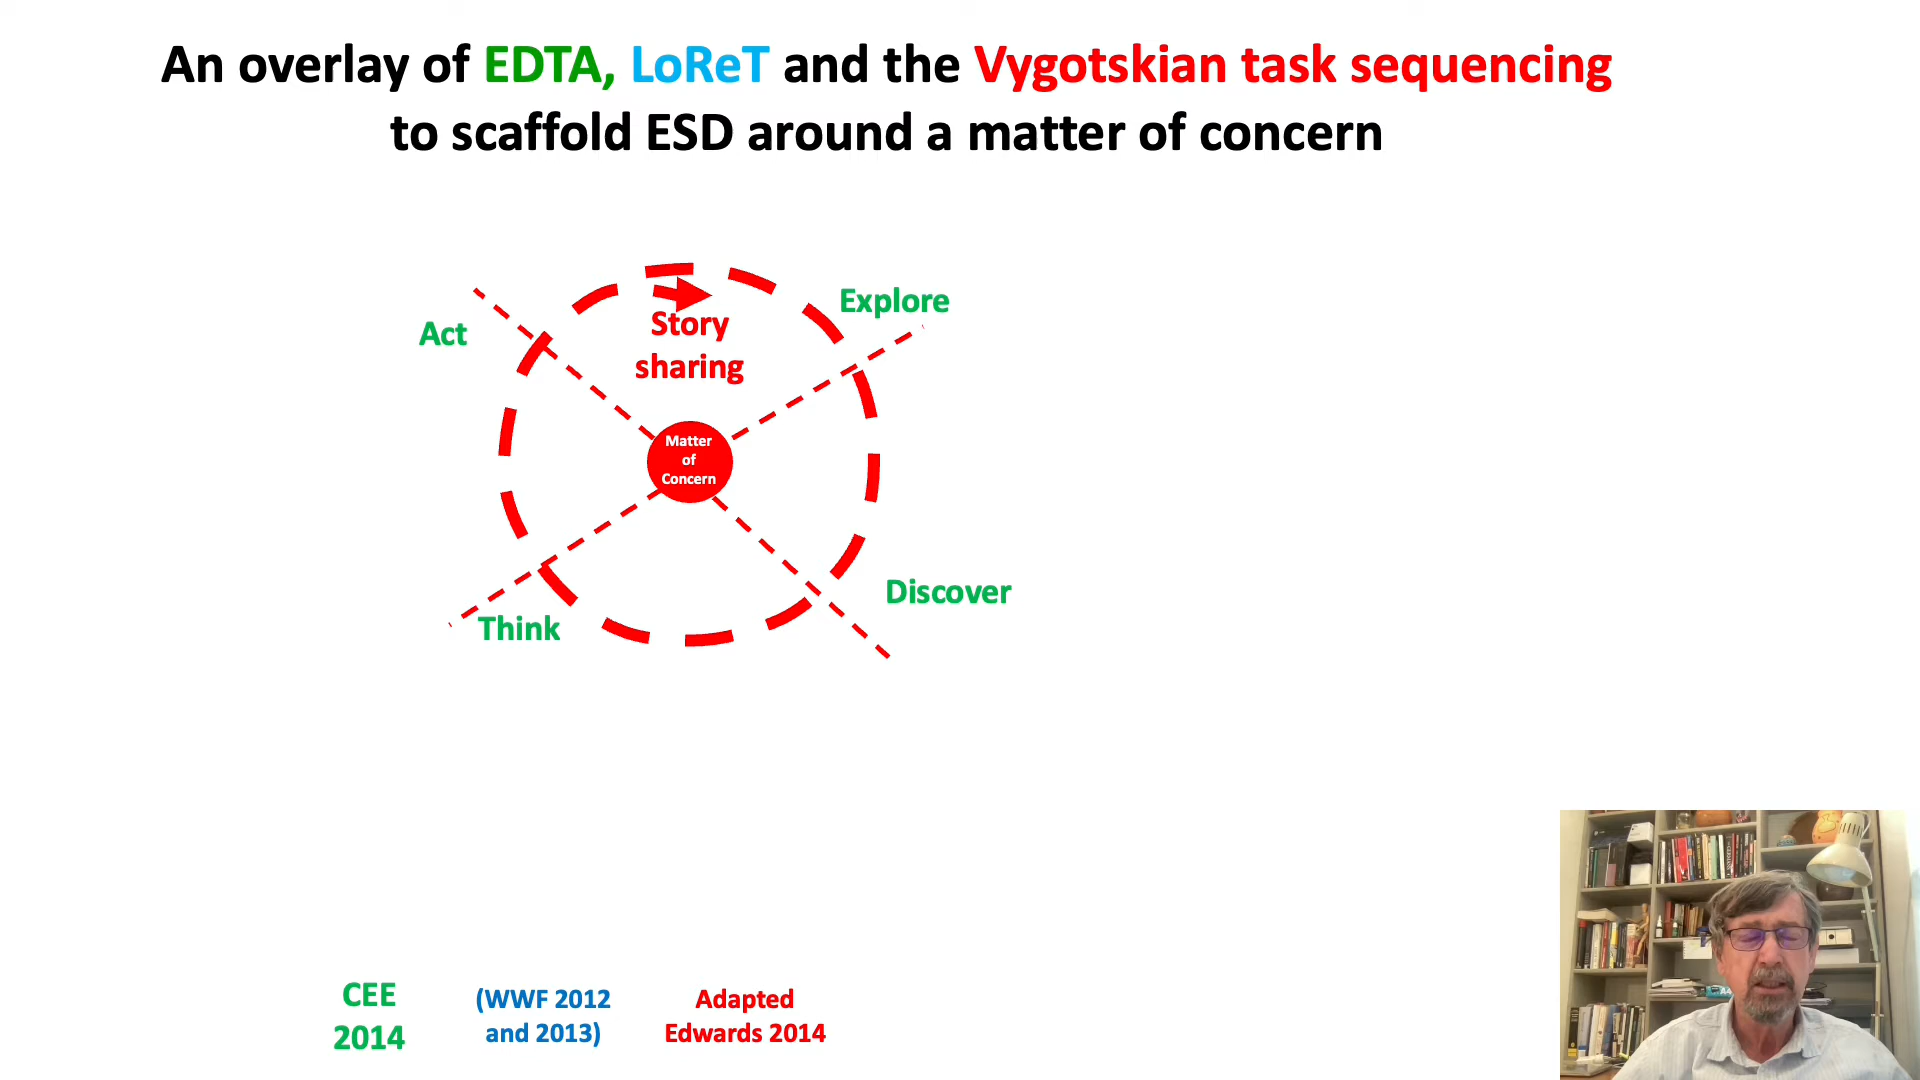 An overlay of EDTA, LoReT and the Vygotskian task sequencing
to scaffold ESD around a matter of concern
Act
Story
sharing
Explore
Matter
of
Concern
Think
Discover
CEE
2014
(WWF 2012
and 2013)
Adapted
Edwards 2014